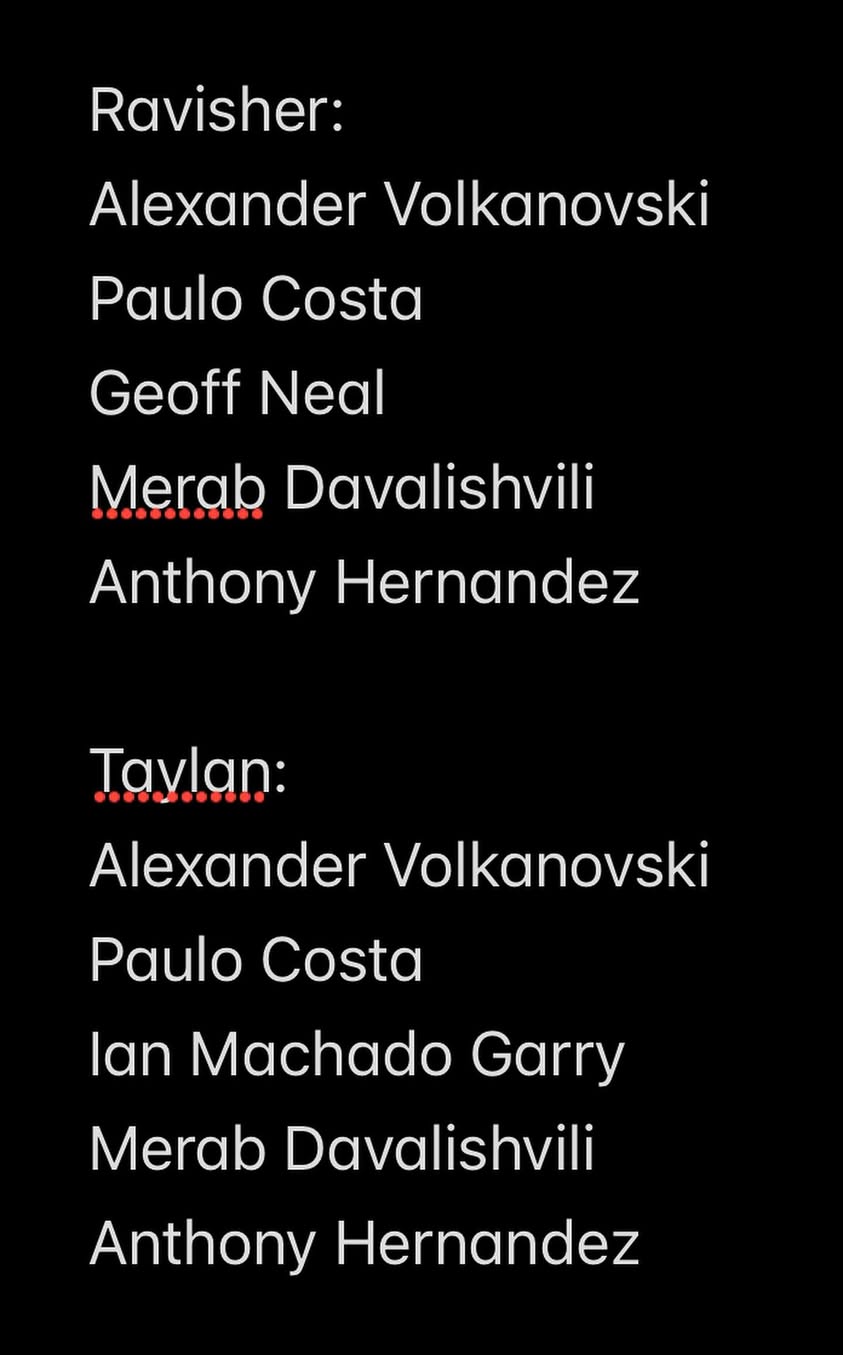 Ravisher:
Alexander Volkanovski
Paulo Costa
Geoff Neal
Merab Davalishvili
Anthony Hernandez
Taylan:
Alexander Volkanovski
Paulo Costa
Ian Machado Garry
Merab Davalishvili
Anthony Hernandez